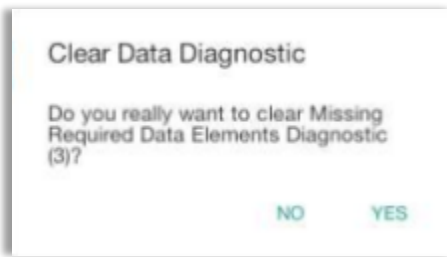 Clear Data Diagnostic
Do you really want to clear Missing
Required Data Elements Diagnostic
(3)?
NO YES